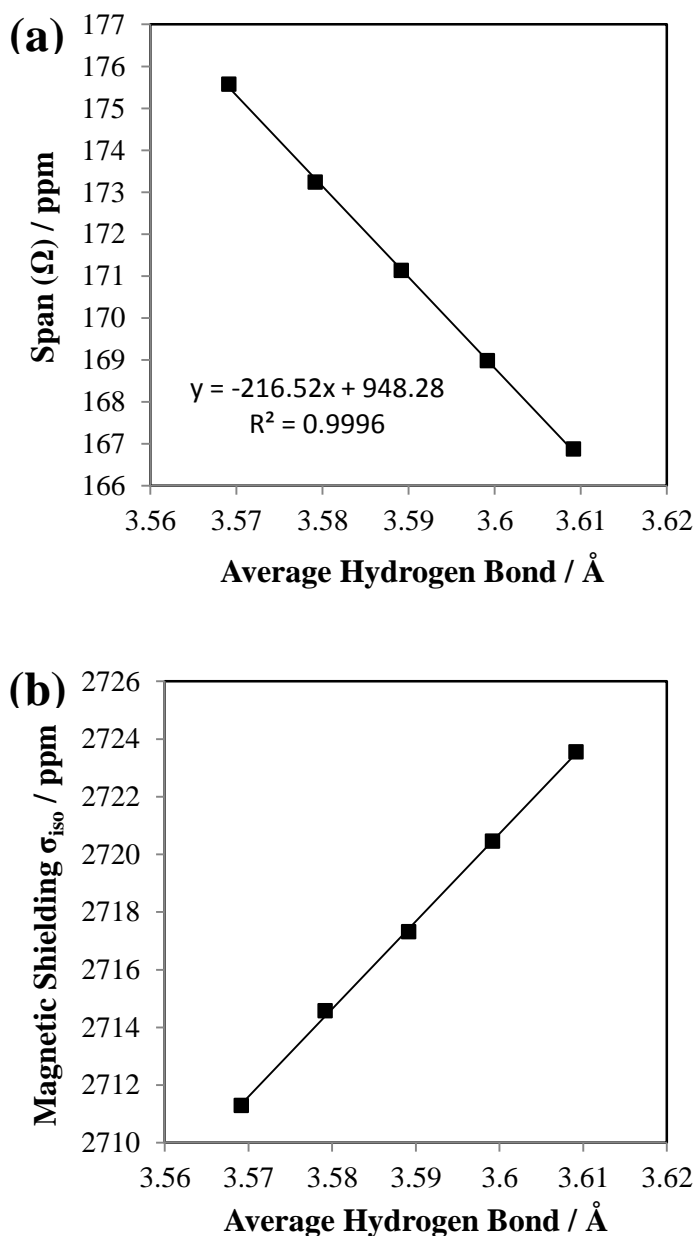 (a)
177
176
175
174
173
172
171
170
169
168
167
166
Span (Ω) / ppm
y = -216.52x + 948.28
R² = 0.9996
3.56 3.57 3.58 3.59 3.6 3.61 3.62
Average Hydrogen Bond / Å
(b)
2726
2724
2722
2720
2718
2716
2714
2712
2710
Magnetic Shielding σiso / ppm
3.56 3.57 3.58 3.59 3.6 3.61 3.62
Average Hydrogen Bond / Å